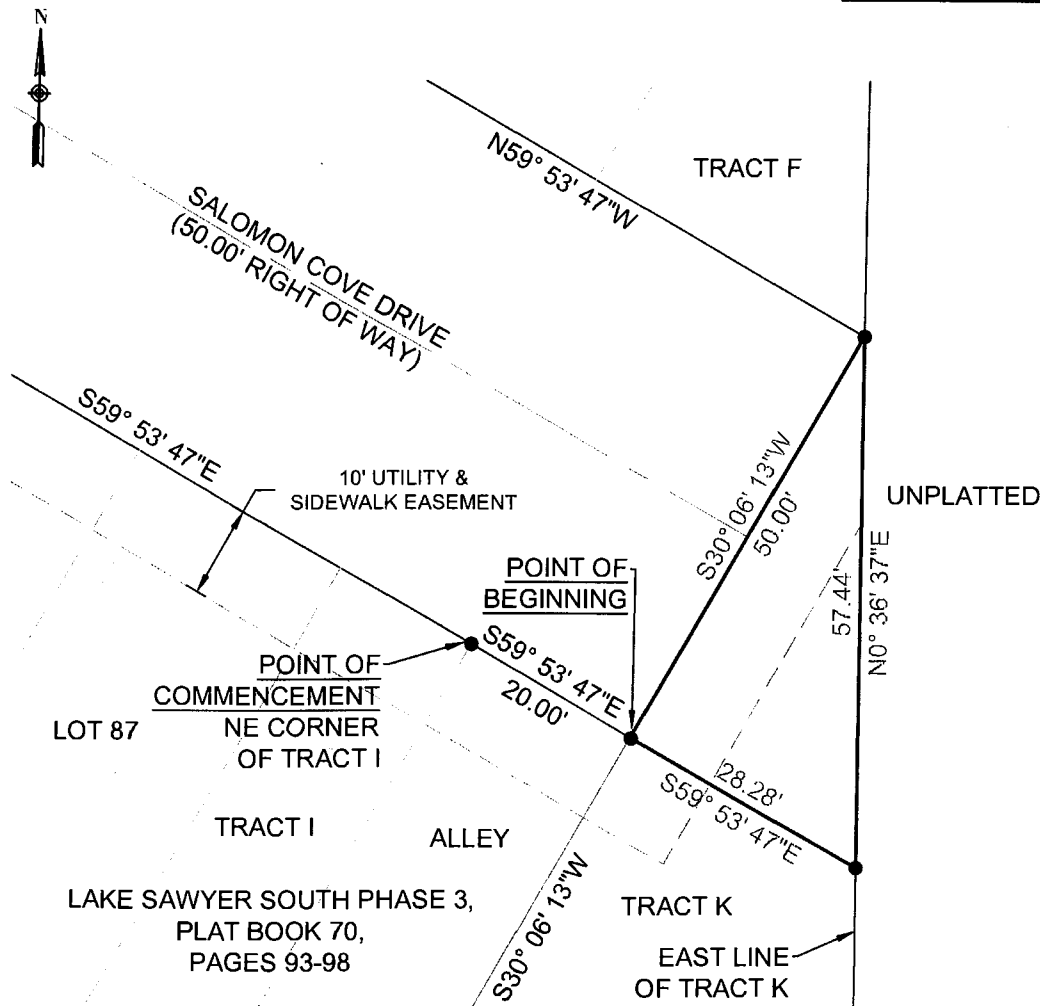 N
N59° 53' 47"W
TRACT F
SALOMON COVE DRIVE
(50.00' RIGHT OF WAY)
S59° 53' 47"E
10' UTILITY &
SIDEWALK EASEMENT
S30° 06' 13"W
50.00'
UNPLATTED
57.44'
N0° 36' 37"E
POINT OF
BEGINNING
S59° 53' 47"E
20.00'
POINT OF
COMMENCEMENT
NE CORNER
OF TRACT I
LOT 87
28.28'
S59° 53' 47"E
TRACT I
ALLEY
S30° 06' 13"W
LAKE SAWYER SOUTH PHASE 3,
PLAT BOOK 70,
PAGES 93-98
TRACT K
EAST LINE
OF TRACT K